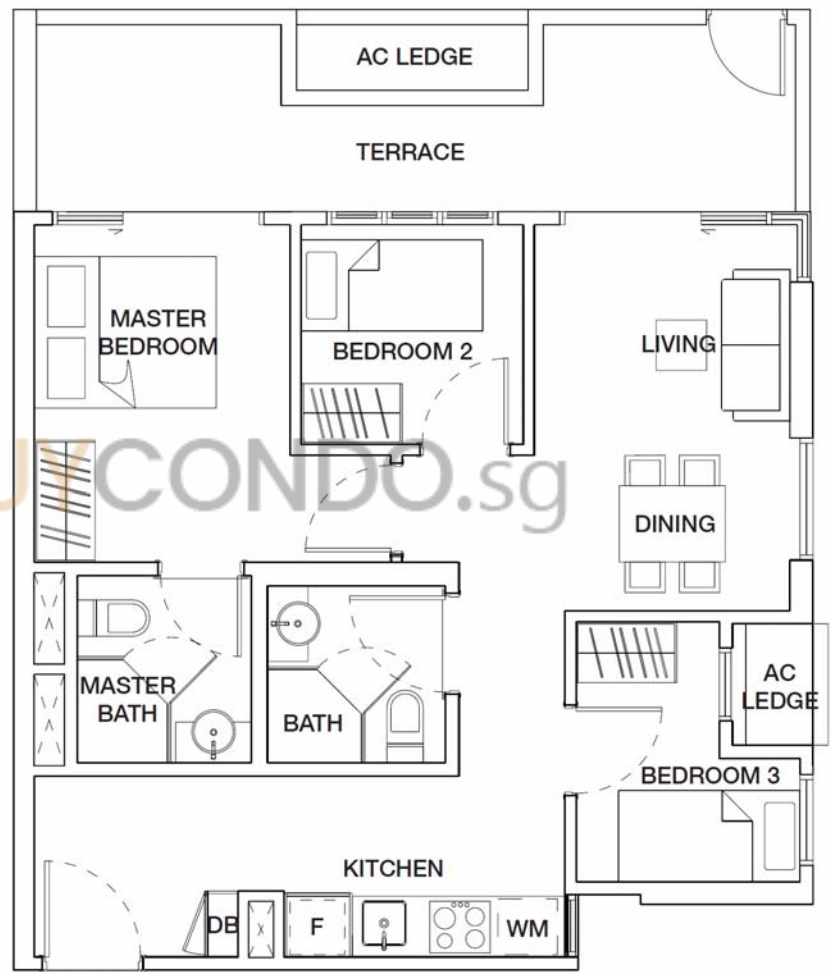 AC LEDGE
TERRACE
MASTER
BEDROOM
BEDROOM 2
LIVING
UYCONDO.sg
DINING
MASTER
BATH
BATH
AC
LEDGE
BEDROOM 3
KITCHEN
DB
F
WM